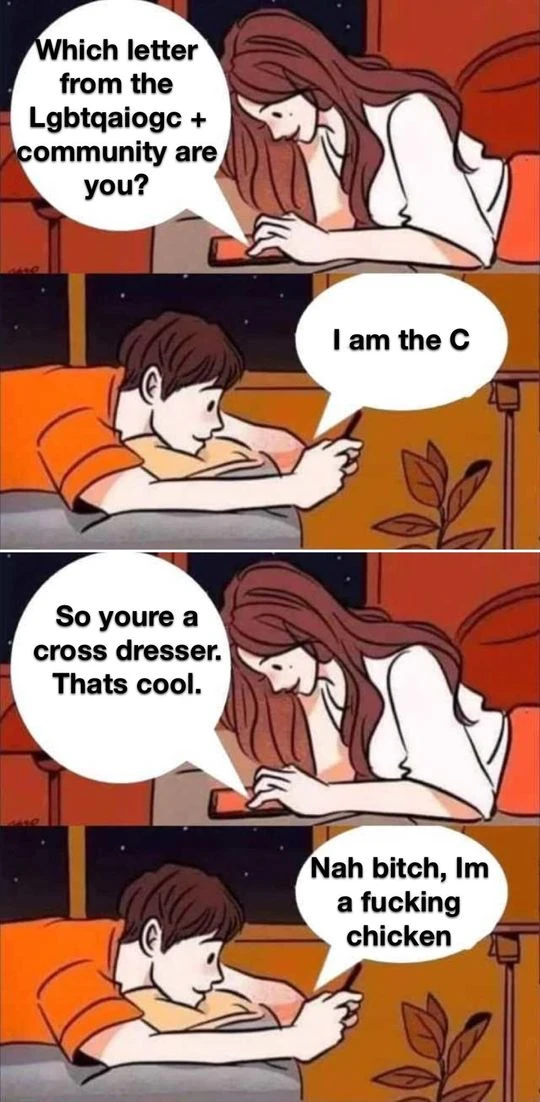 Which letter
from the
Lgbtqaiogc +
community are
you?
I am the C
So youre a
cross dresser.
Thats cool.
Nah bitch, Im
a fucking
chicken